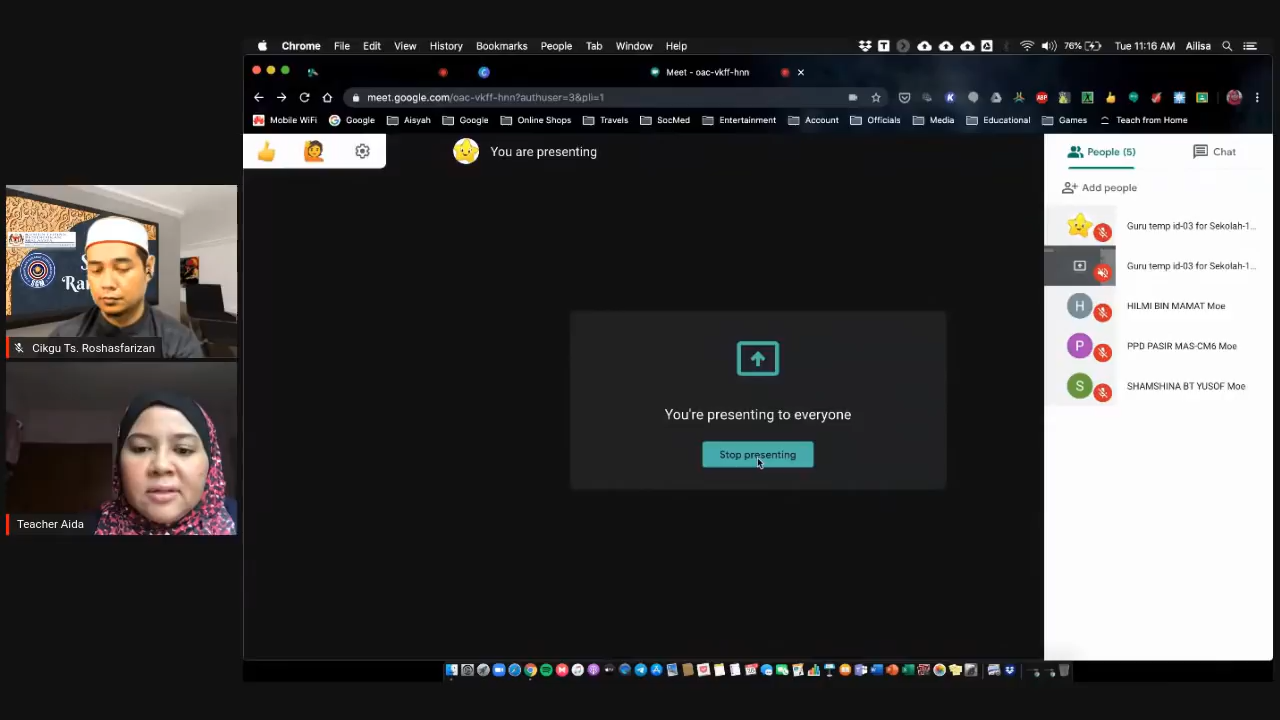 Chrome File Edit View History Bookmarks People Tab Window Help
76% Tue 11:16 AM Allisa
Meet - oac-vkff-hnn
meet.google.com/oac-vkff-hnn?authuser=3&pli=1
Mobile WiFi Google Aisyah Google Online Shops Travels SocMed Entertainment Account Officials Media Educational Games Teach from Home
You are presenting
People (5) Chat
Add people
Guru temp id-03 for Sekolah-1...
Guru temp id-03 for Sekolah-1...
H HILMI BIN MAMAT Moe
P PPD PASIR MAS-CM6 Moe
S SHAMSHINA BT YUSOF Moe
You're presenting to everyone
Stop presenting
Cikgu Ts. Roshasfarizan
Teacher Aida